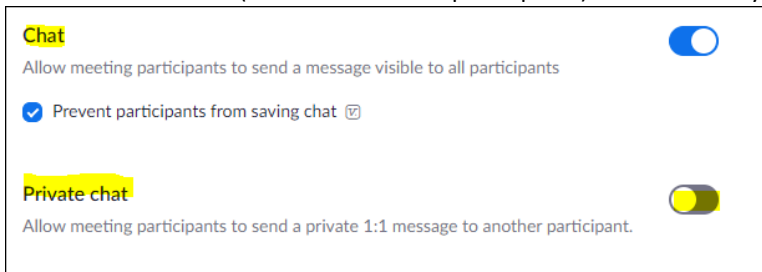 Chat
Allow meeting participants to send a message visible to all participants
Prevent participants from saving chat
Private chat
Allow meeting participants to send a private 1:1 message to another participant.